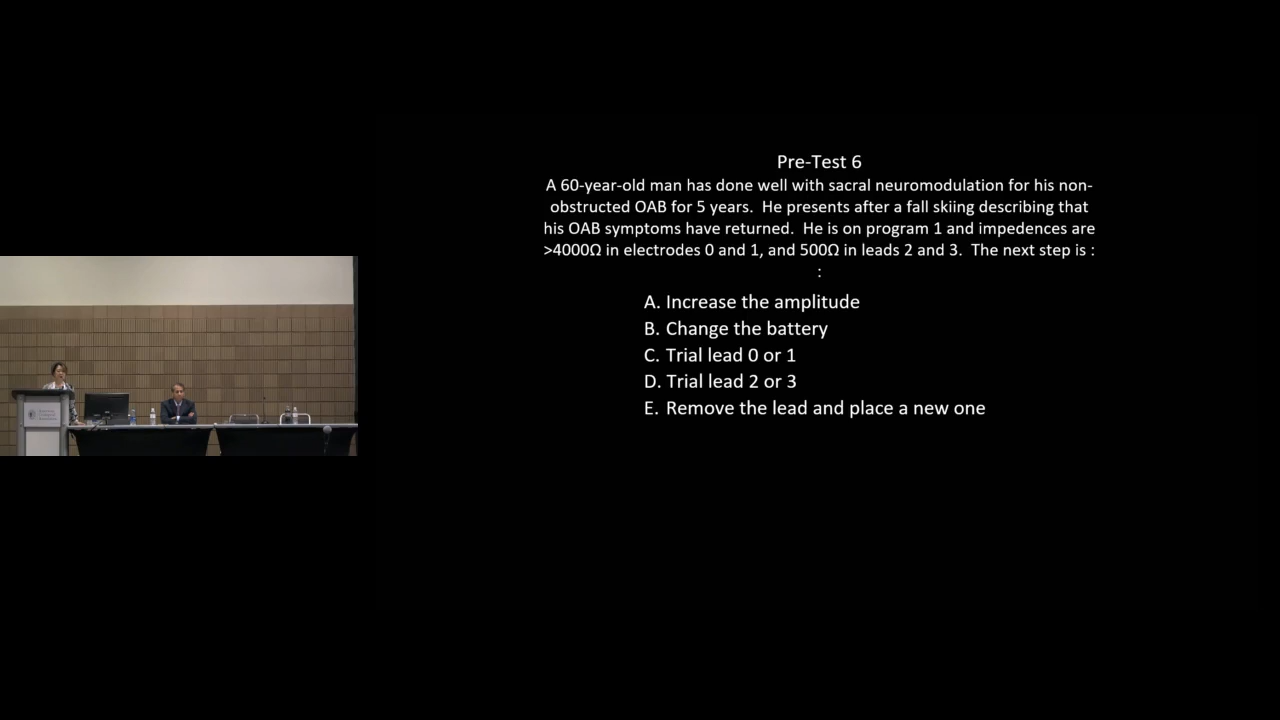 Pre-Test 6
A 60-year-old man has done well with sacral neuromodulation for his non-
obstructed OAB for 5 years.  He presents after a fall skiing describing that
his OAB symptoms have returned.  He is on program 1 and impedences are
>4000Ω in electrodes 0 and 1, and 500Ω in leads 2 and 3.  The next step is :
:
A. Increase the amplitude
B. Change the battery
C. Trial lead 0 or 1
D. Trial lead 2 or 3
E. Remove the lead and place a new one